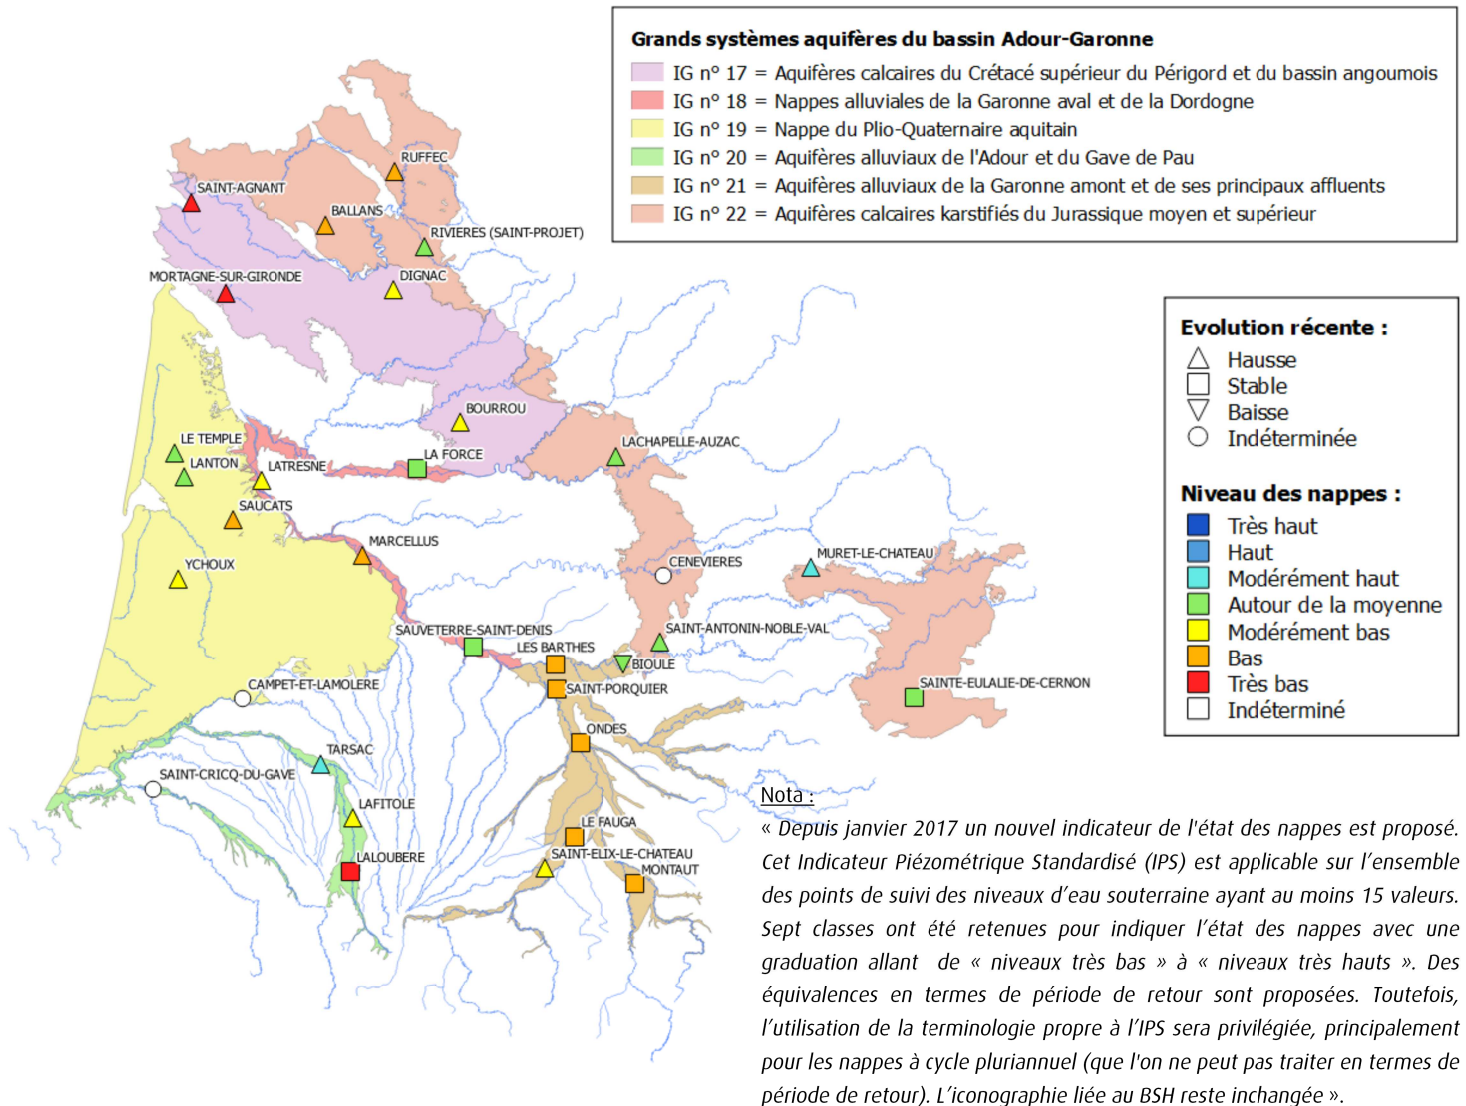 Grands systèmes aquifères du bassin Adour-Garonne
IG n° 17 = Aquifères calcaires du Crétacé supérieur du Périgord et du bassin angoumois
IG n° 18 = Nappes alluviales de la Garonne aval et de la Dordogne
IG n° 19 = Nappe du Plio-Quaternaire aquitain
IG n° 20 = Aquifères alluviaux de l'Adour et du Gave de Pau
IG n° 21 = Aquifères alluviaux de la Garonne amont et de ses principaux affluents
IG n° 22 = Aquifères calcaires karstifiés du Jurassique moyen et supérieur
RUFFEC
SAINT-AGNANT
BALLANS
RIVIERES (SAINT-PROJET)
MORTAGNE-SUR-GIRONDE
DIGNAC
BOURROU
LE TEMPLE
LANTON
LATRESNE
LA FORCE
LACHAPELLE-AUZAC
SAUCATS
MARCELLUS
YCHOUX
CENEVIERES
MURET-LE-CHATEAU
SAUVETERRE-SAINT-DENIS
LES BARTHES
SAINT-ANTONIN-NOBLE-VAL
BIOULE
CAMPET-ET-LAMOLERE
SAINT-PORQUIER
SAINTE-EULALIE-DE-CERNON
ONDES
TARSAC
SAINT-CRICQ-DU-GAVE
LAFITOLE
LE FAUGA
LALOUBERE
SAINT-ELIX-LE-CHATEAU
MONTAUT
Evolution récente :
Hausse
Stable
Baisse
Indéterminée
Niveau des nappes :
Très haut
Haut
Modérément haut
Autour de la moyenne
Modérément bas
Bas
Très bas
Indéterminé
Nota :
« Depuis janvier 2017 un nouvel indicateur de l'état des nappes est proposé.
Cet Indicateur Piézométrique Standardisé (IPS) est applicable sur l'ensemble
des points de suivi des niveaux d'eau souterraine ayant au moins 15 valeurs.
Sept classes ont été retenues pour indiquer l'état des nappes avec une
graduation allant de « niveaux très bas » à « niveaux très hauts ». Des
équivalences en termes de période de retour sont proposées. Toutefois,
l'utilisation de la terminologie propre à l'IPS sera privilégiée, principalement
pour les nappes à cycle pluriannuel (que l'on ne peut pas traiter en termes de
période de retour). L'iconographie liée au BSH reste inchangée ».